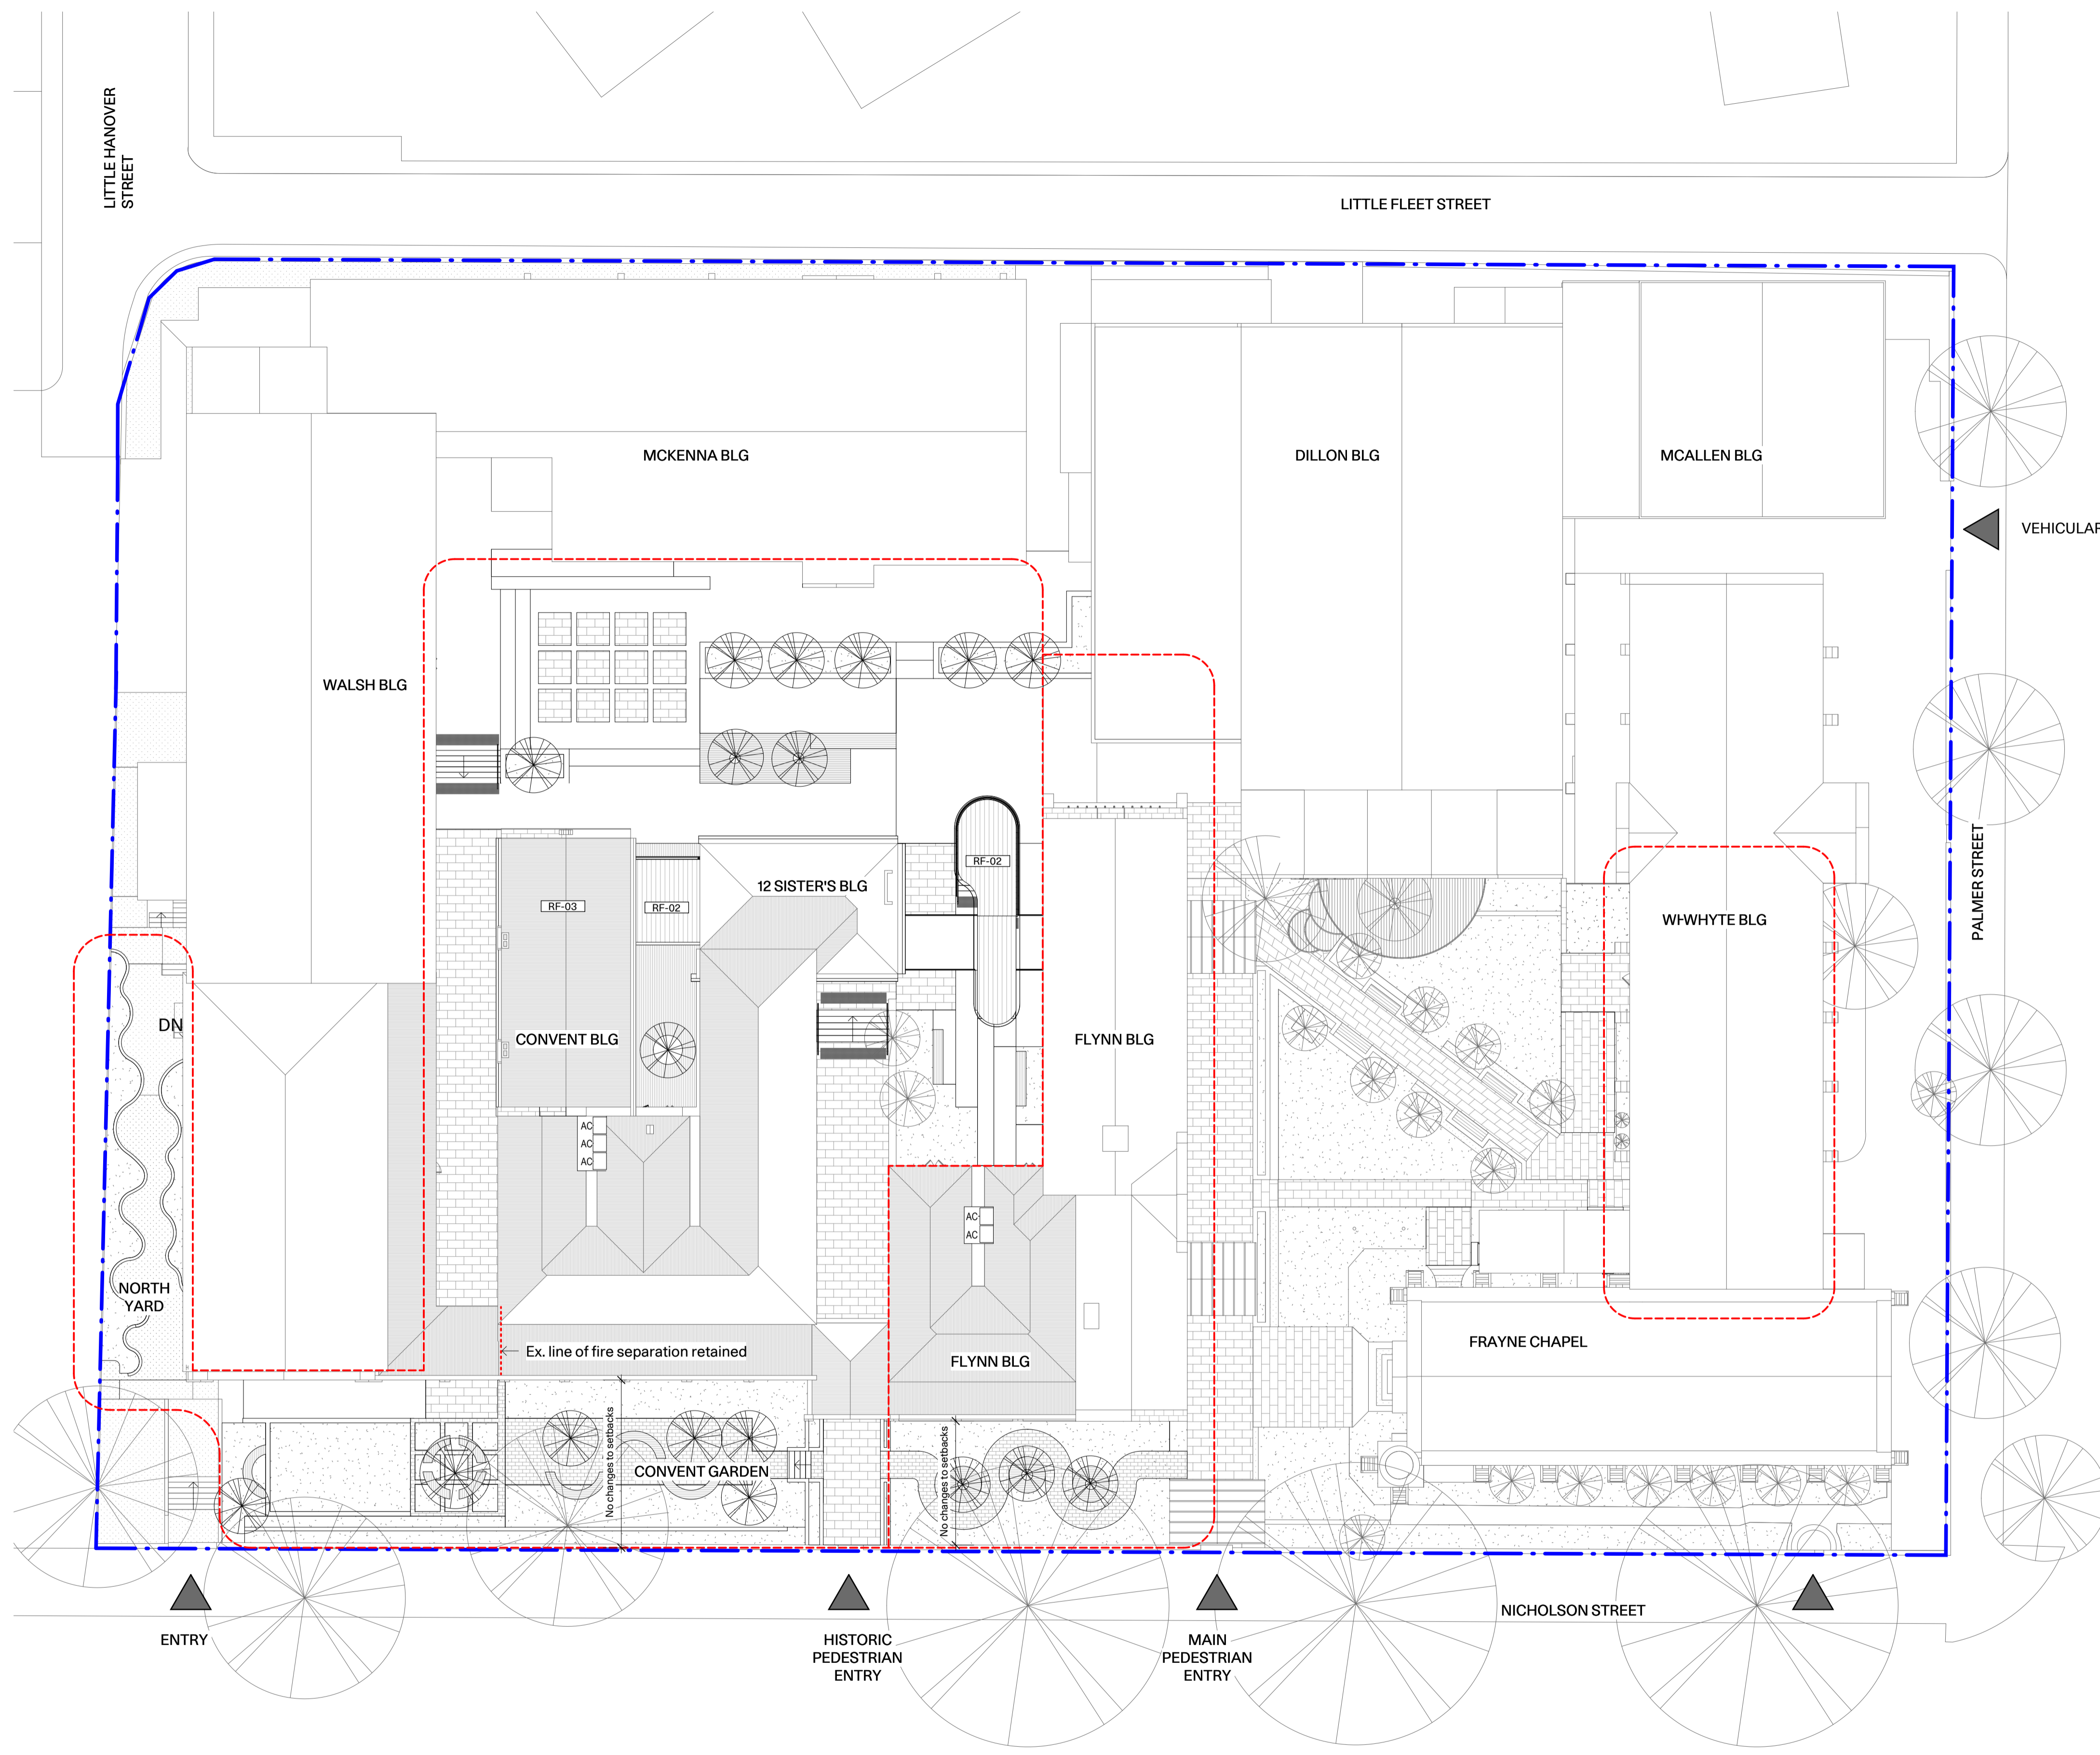 LITTLE HANOVER
STREET
LITTLE FLEET STREET
MCKENNA BLG
DILLON BLG
MCALLEN BLG
VEHICULAR
WALSH BLG
PALMER STREET
12 SISTER'S BLG
RF-02
RF-03
RF-02
WHWHYTE BLG
DN
CONVENT BLG
FLYNN BLG
AC
AC
AC
AC
AC
NORTH
YARD
Ex. line of fire separation retained
FLYNN BLG
FRAYNE CHAPEL
No changes to setbacks
No changes to setbacks
CONVENT GARDEN
NICHOLSON STREET
ENTRY
HISTORIC
PEDESTRIAN
ENTRY
MAIN
PEDESTRIAN
ENTRY